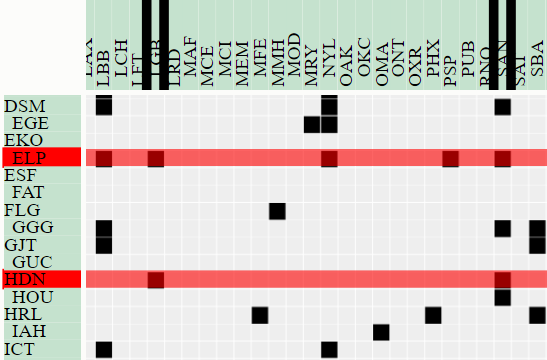 LAX
LBB
LCH
LFT
LGB
LRD
MAF
MCE
MCI
MEM
MFE
MMH
MOD
MRY
NYL
OAK
OKC
OMA
ONT
OXR
PHX
PSP
PUB
RNO
SAN
SAT
SBA
DSM
EGE
EKO
ELP
ESF
FAT
FLG
GGG
GJT
GUC
HDN
HOU
HRL
IAH
ICT